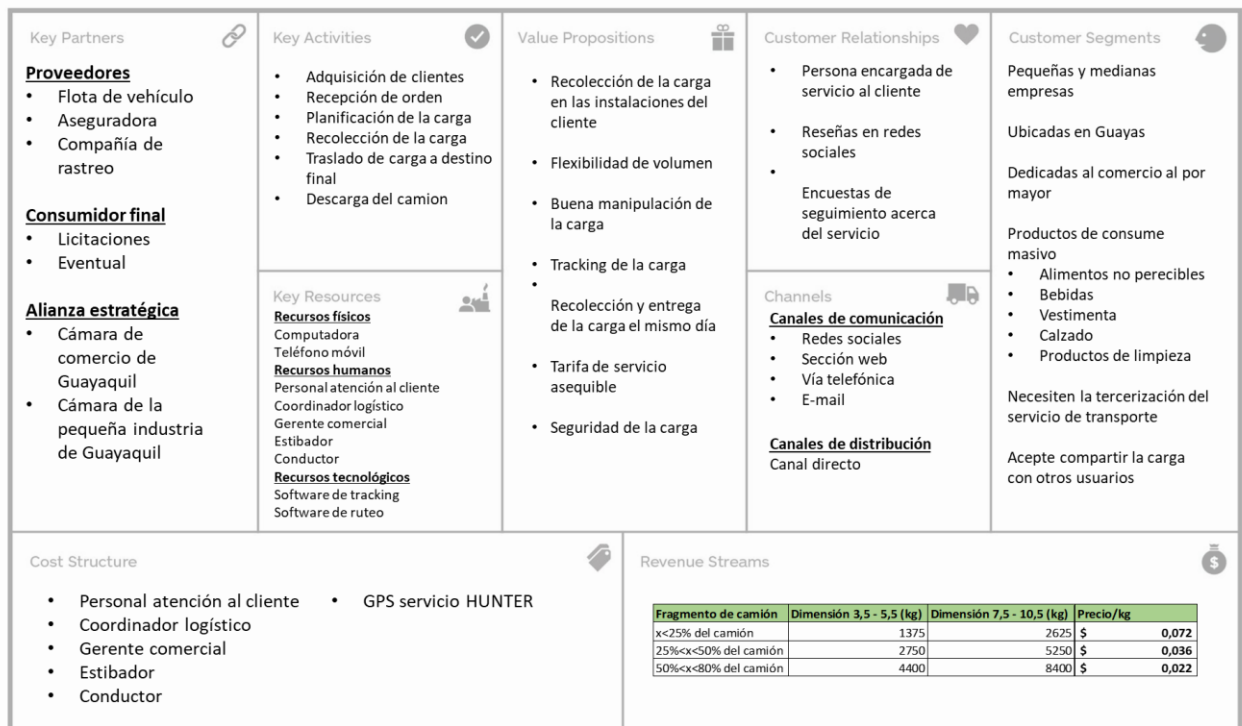 Key Partners
Proveedores
• Flota de vehículo
• Aseguradora
• Compañía de
rastreo
Consumidor final
• Licitaciones
• Eventual
Alianza estratégica
• Cámara de
comercio de
Guayaquil
• Cámara de la
pequeña industria
de Guayaquil
Key Activities
• Adquisición de clientes
• Recepción de orden
• Planificación de la carga
• Recolección de la carga
• Traslado de carga a destino
final
• Descarga del camion
Key Resources
Recursos físicos
Computadora
Teléfono móvil
Recursos humanos
Personal atención al cliente
Coordinador logístico
Gerente comercial
Estibador
Conductor
Recursos tecnológicos
Software de tracking
Software de ruteo
Value Propositions
• Recolección de la carga
en las instalaciones del
cliente
• Flexibilidad de volumen
• Buena manipulación de
la carga
• Tracking de la carga
•
Recolección y entrega
de la carga el mismo día
• Tarifa de servicio
asequible
• Seguridad de la carga
Customer Relationships
• Persona encargada de
servicio al cliente
• Reseñas en redes
sociales
•
Encuestas de
seguimiento acerca
del servicio
Channels
Canales de comunicación
• Redes sociales
• Sección web
• Vía telefónica
• E-mail
Canales de distribución
Canal directo
Customer Segments
Pequeñas y medianas
empresas
Ubicadas en Guayas
Dedicadas al comercio al por
mayor
Productos de consume
masivo
• Alimentos no perecibles
• Bebidas
• Vestimenta
• Calzado
• Productos de limpieza
Necesiten la tercerización del
servicio de transporte
Acepte compartir la carga
con otros usuarios
Cost Structure
• Personal atención al cliente
• Coordinador logístico
• Gerente comercial
• Estibador
• Conductor
• GPS servicio HUNTER
Revenue Streams
$
Fragmento de camión Dimensión 3,5 - 5,5 (kg) Dimensión 7,5 - 10,5 (kg) Precio/kg
x<25% del camión 1375 2625 $ 0,072
25%<x<50% del camión 2750 5250 $ 0,036
50%<x<80% del camión 4400 8400 $ 0,022